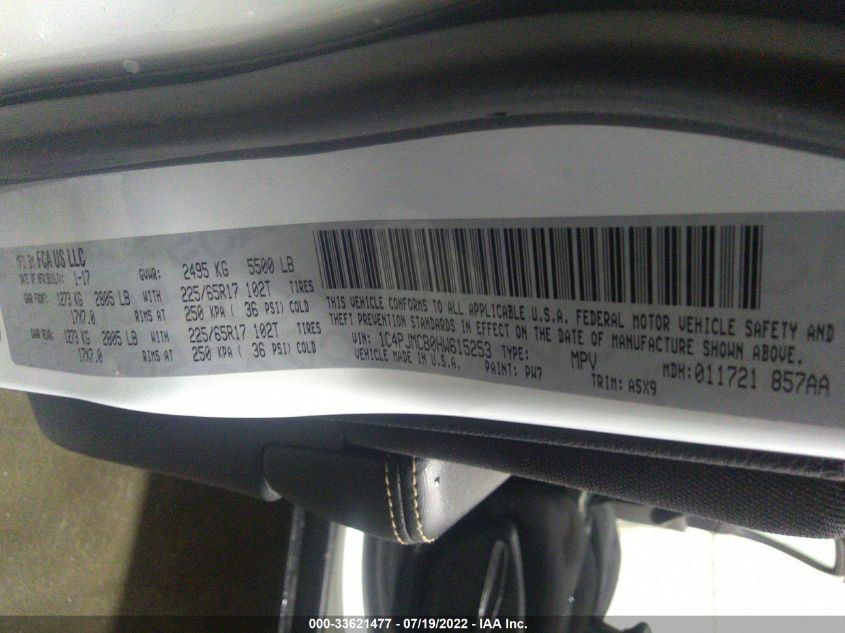 MFD BY FCA US LLC
DATE OF MFR(BUILT): 1-17
GVWR: 2495 KG 5500 LB
GAWR FRONT: 1273 KG 2805 LB WITH 225/65R17 102T TIRES
17X7.0 RIMS AT 250 KPA ( 36 PSI) COLD
GAWR REAR: 1273 KG 2805 LB WITH 225/65R17 102T TIRES
17X7.0 RIMS AT 250 KPA ( 36 PSI) COLD
THIS VEHICLE CONFORMS TO ALL APPLICABLE U.S.A. FEDERAL MOTOR VEHICLE SAFETY AND
THEFT PREVENTION STANDARDS IN EFFECT ON THE DATE OF MANUFACTURE SHOWN ABOVE.
VIN: 1C4PJMCB0HW615253 TYPE: MPV MDH:011721 857AA
VEHICLE MADE IN U.S.A. PAINT: PW7 TRIM: A5X9
000-33621477 - 07/19/2022 - IAA Inc.